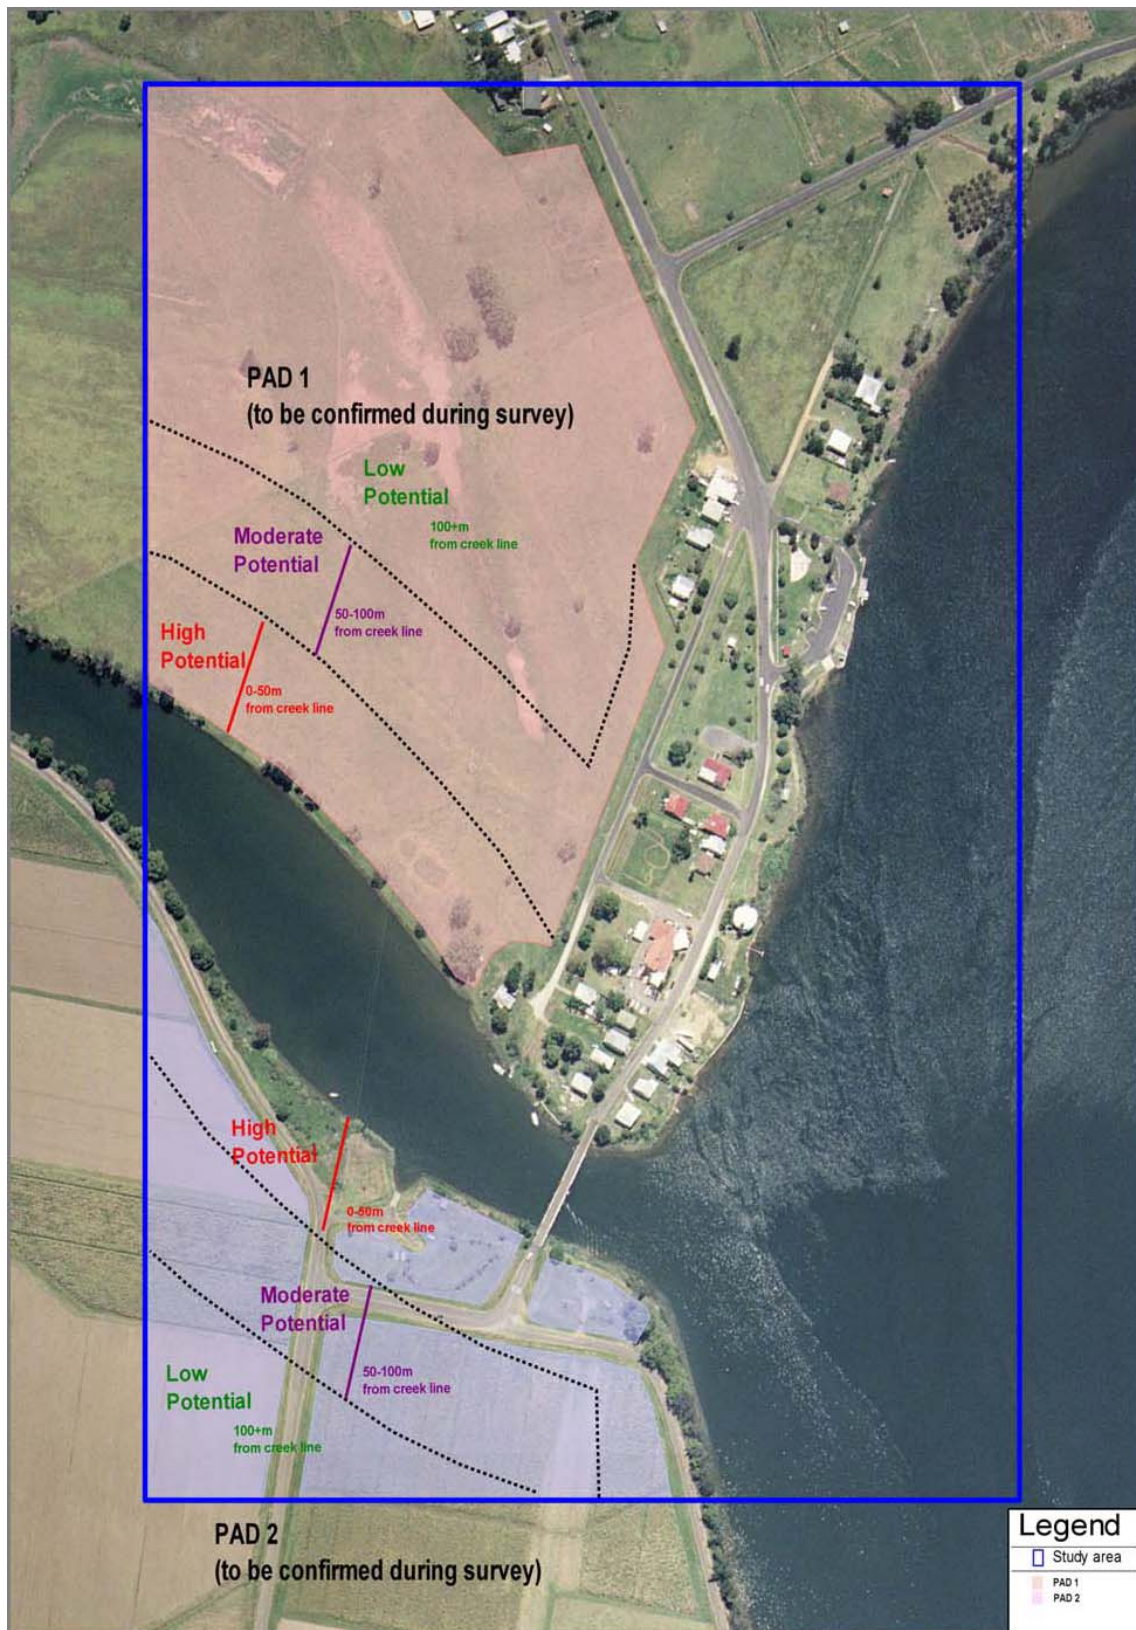 PAD 1
(to be confirmed during survey)
Low
Potential
100+m
from creek line
Moderate
Potential
50-100m
from creek line
High
Potential
0-50m
from creek line
High
Potential
0-50m
from creek line
Moderate
Potential
50-100m
from creek line
Low
Potential
100+m
from creek line
PAD 2
(to be confirmed during survey)
Legend
Study area
PAD 1
PAD 2